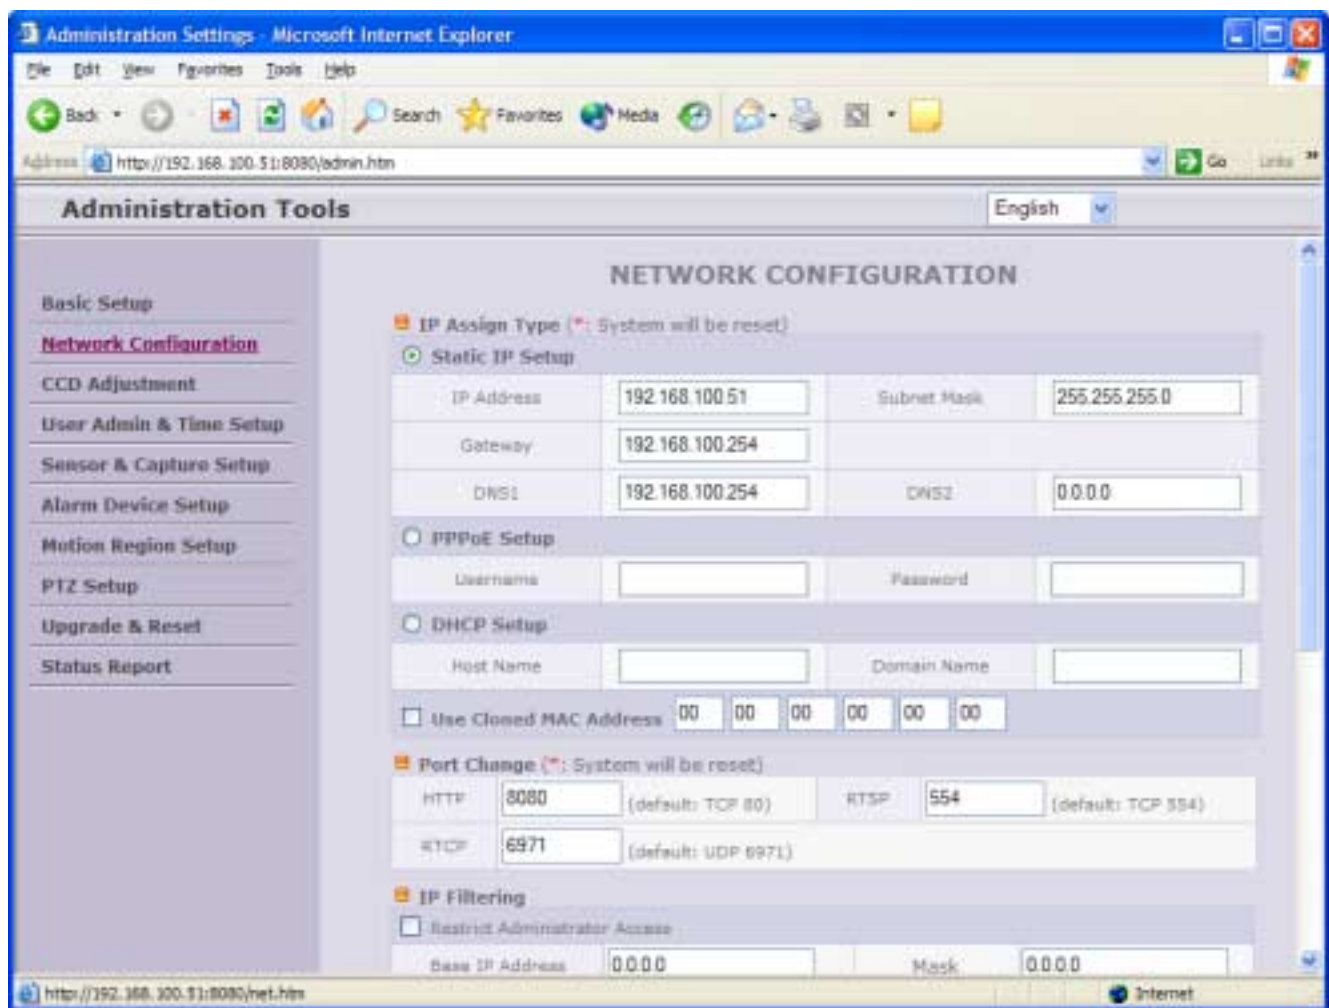 Administration Settings - Microsoft Internet Explorer
File Edit View Favorites Tools Help
Back Search Favorites Media
Address http://192.168.100.51:8080/admin.htm Go Links »
Administration Tools English
NETWORK CONFIGURATION
Basic Setup
Network Configuration
CCD Adjustment
User Admin & Time Setup
Sensor & Capture Setup
Alarm Device Setup
Motion Region Setup
PTZ Setup
Upgrade & Reset
Status Report
IP Assign Type (*: System will be reset)
Static IP Setup
IP Address 192.168.100.51 Subnet Mask 255.255.255.0
Gateway 192.168.100.254
DNS1 192.168.100.254 DNS2 0.0.0.0
PPPoE Setup
Username Password
DHCP Setup
Host Name Domain Name
Use Cloned MAC Address 00 00 00 00 00 00
Port Change (*: System will be reset)
HTTP 8080 (default: TCP 80) RTSP 554 (default: TCP 554)
RTCP 6971 (default: UDP 6971)
IP Filtering
Restrict Administrator Access
Base IP Address 0.0.0.0 Mask 0.0.0.0
http://192.168.100.51:8080/net.htm Internet